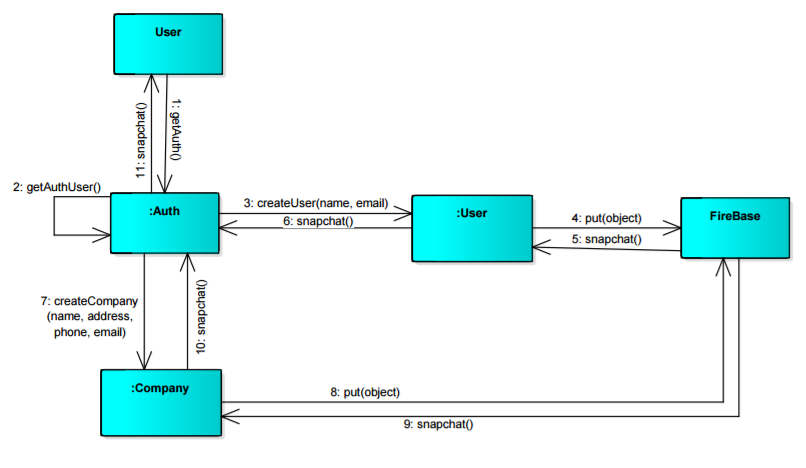 User
11: snapchat()
1: getAuth()
2: getAuthUser()
:Auth
3: createUser(name, email)
6: snapchat()
:User
4: put(object)
5: snapchat()
FireBase
7: createCompany
(name, address,
phone, email)
10: snapchat()
:Company
8: put(object)
9: snapchat()